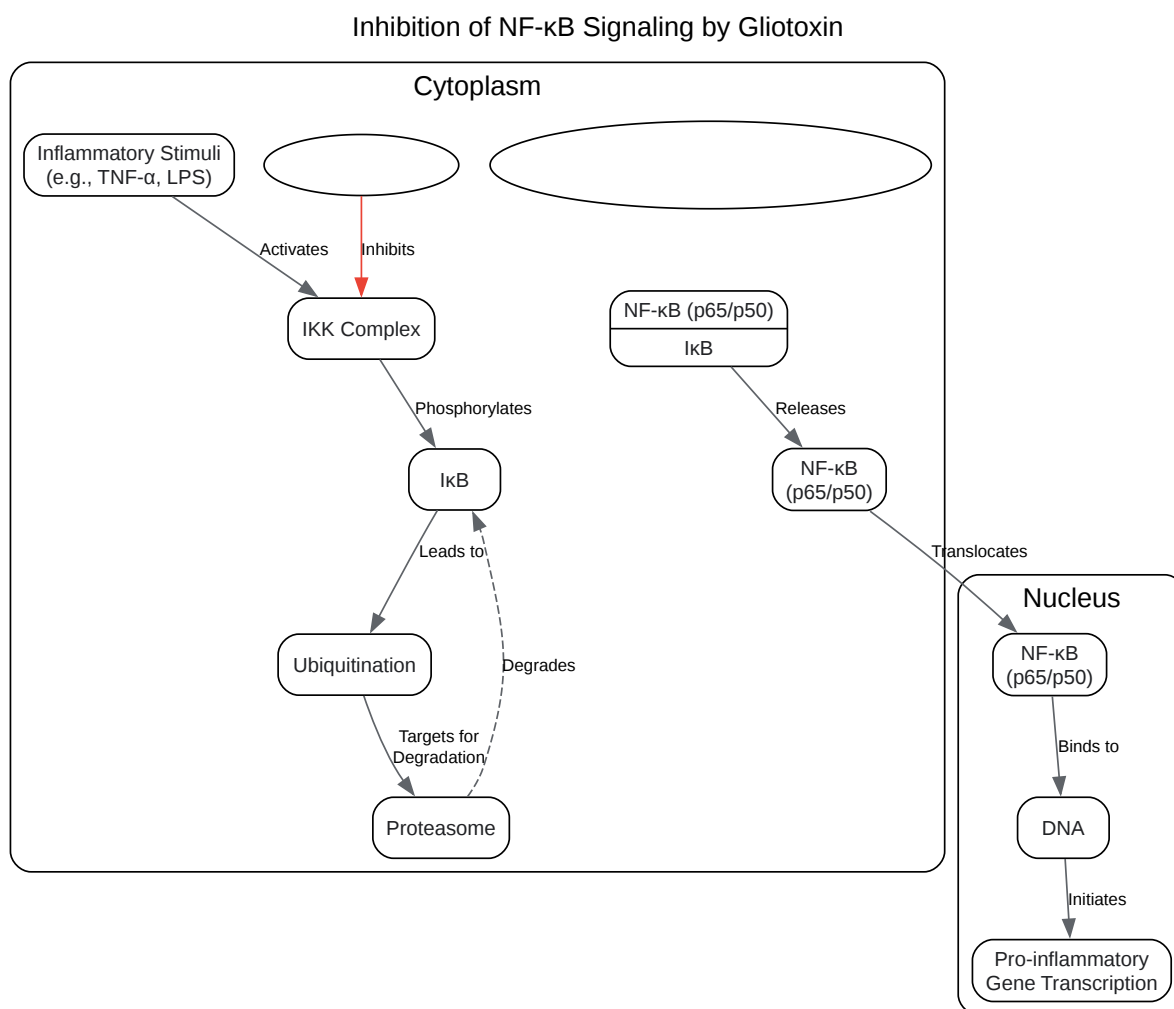 Inhibition of NF-κB Signaling by Gliotoxin
Cytoplasm
Inflammatory Stimuli
(e.g., TNF-α, LPS)
Activates
Inhibits
IKK Complex
NF-κB (p65/p50)
IκB
Phosphorylates
Releases
IκB
NF-κB
(p65/p50)
Leads to
Translocates
Nucleus
Ubiquitination
Degrades
NF-κB
(p65/p50)
Targets for
Degradation
Binds to
Proteasome
DNA
Initiates
Pro-inflammatory
Gene Transcription